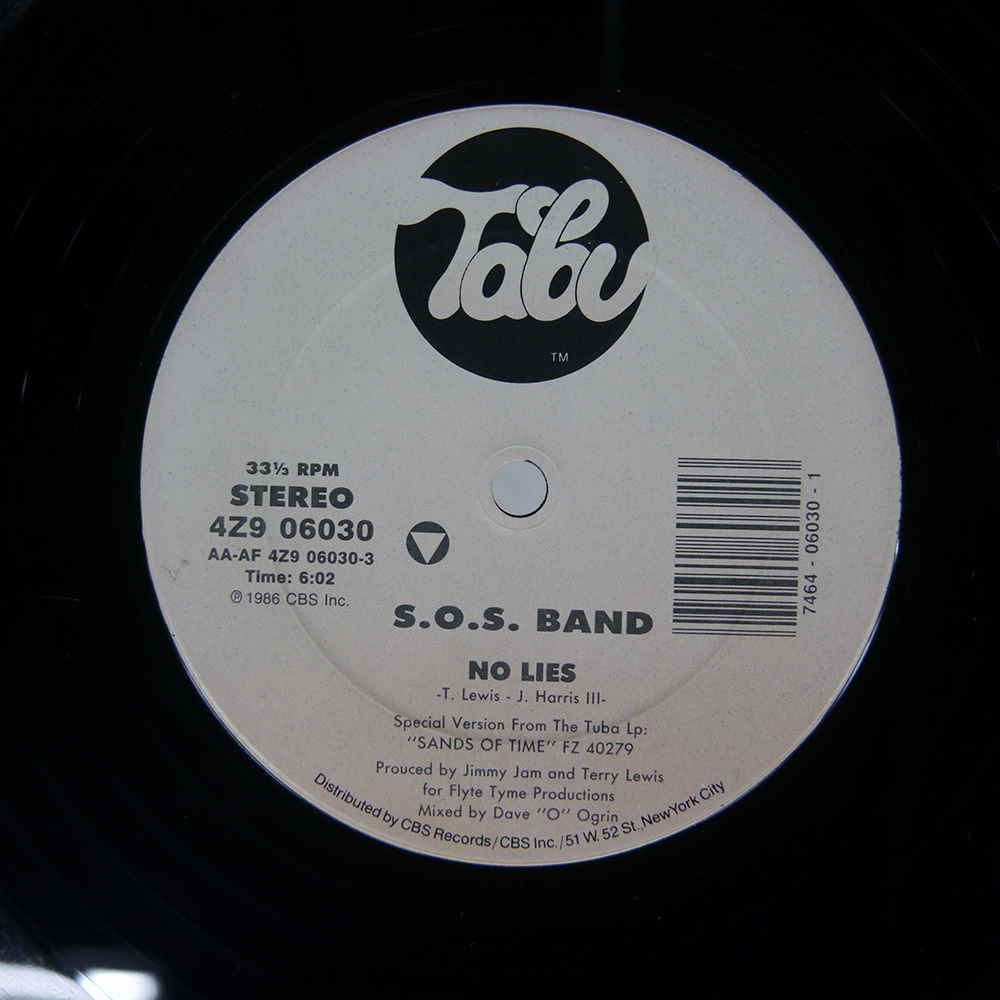 Tabu
TM
33⅓ RPM
STEREO
4Z9 06030
AA-AF 4Z9 06030-3
Time: 6:02
℗ 1986 CBS Inc.
7464 - 06030 - 1
S.O.S. BAND
NO LIES
-T. Lewis - J. Harris III-
Special Version From The Tuba Lp:
"SANDS OF TIME" FZ 40279
Prouced by Jimmy Jam and Terry Lewis
for Flyte Tyme Productions
Mixed by Dave "O" Ogrin
Distributed by CBS Records/CBS Inc./51 W. 52 St., New York City